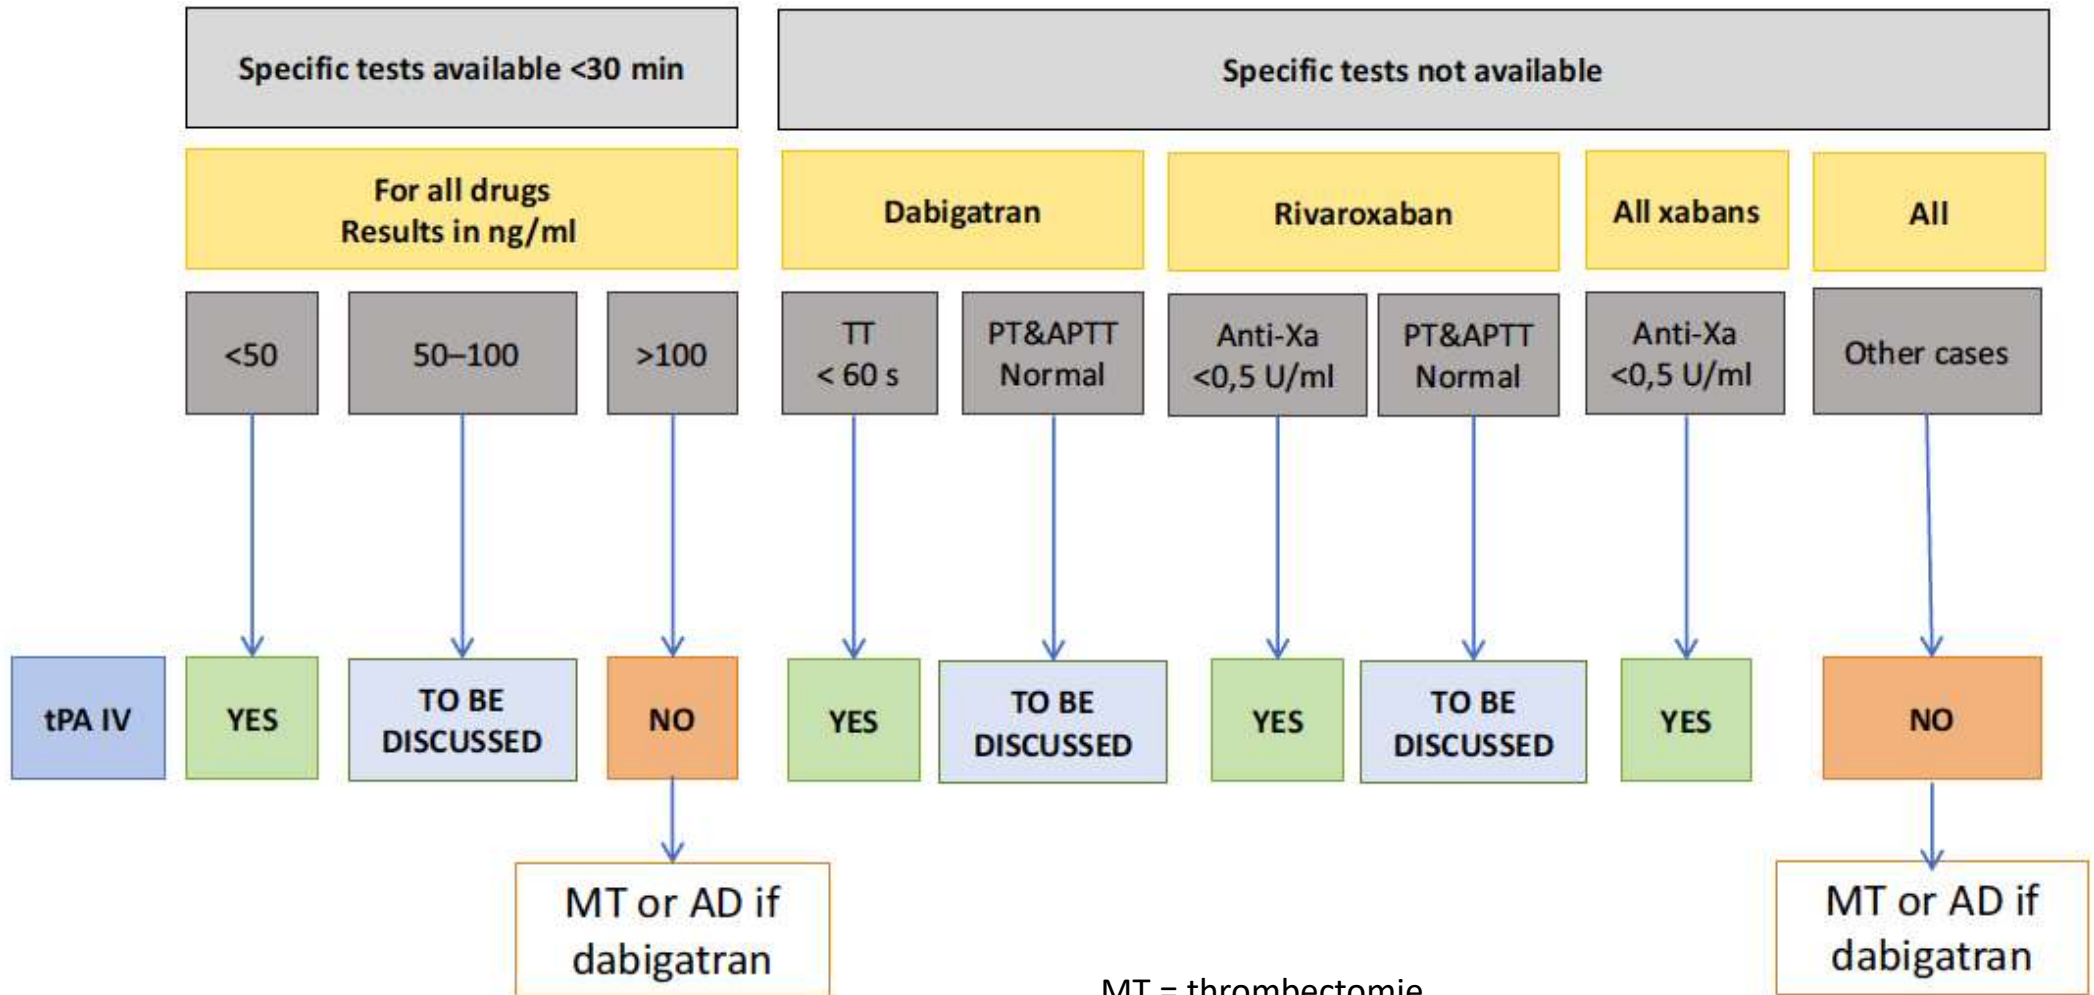 Specific tests available <30 min
Specific tests not available
For all drugs
Results in ng/ml
Dabigatran
Rivaroxaban
All xabans
All
<50
50–100
>100
TT
< 60 s
PT&APTT
Normal
Anti-Xa
<0,5 U/ml
PT&APTT
Normal
Anti-Xa
<0,5 U/ml
Other cases
tPA IV
YES
TO BE
DISCUSSED
NO
YES
TO BE
DISCUSSED
YES
TO BE
DISCUSSED
YES
NO
MT or AD if
dabigatran
MT or AD if
dabigatran
MT = thrombectomie